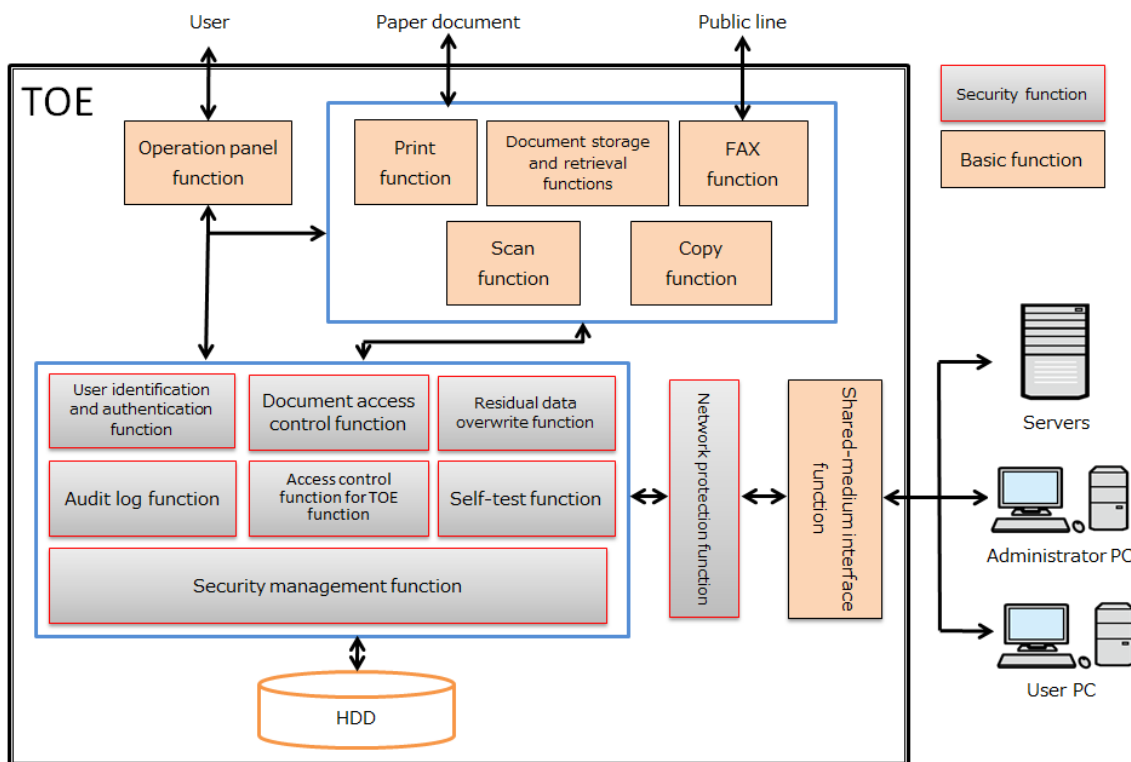 User
Paper document
Public line
TOE
Operation panel
function
Print
function
Document storage
and retrieval
functions
FAX
function
Scan
function
Copy
function
Security function
Basic function
User identification
and authentication
function
Document access
control function
Residual data
overwrite function
Audit log function
Access control
function for TOE
function
Self-test function
Security management function
Network protection function
Shared-medium interface
function
HDD
Servers
Administrator PC
User PC